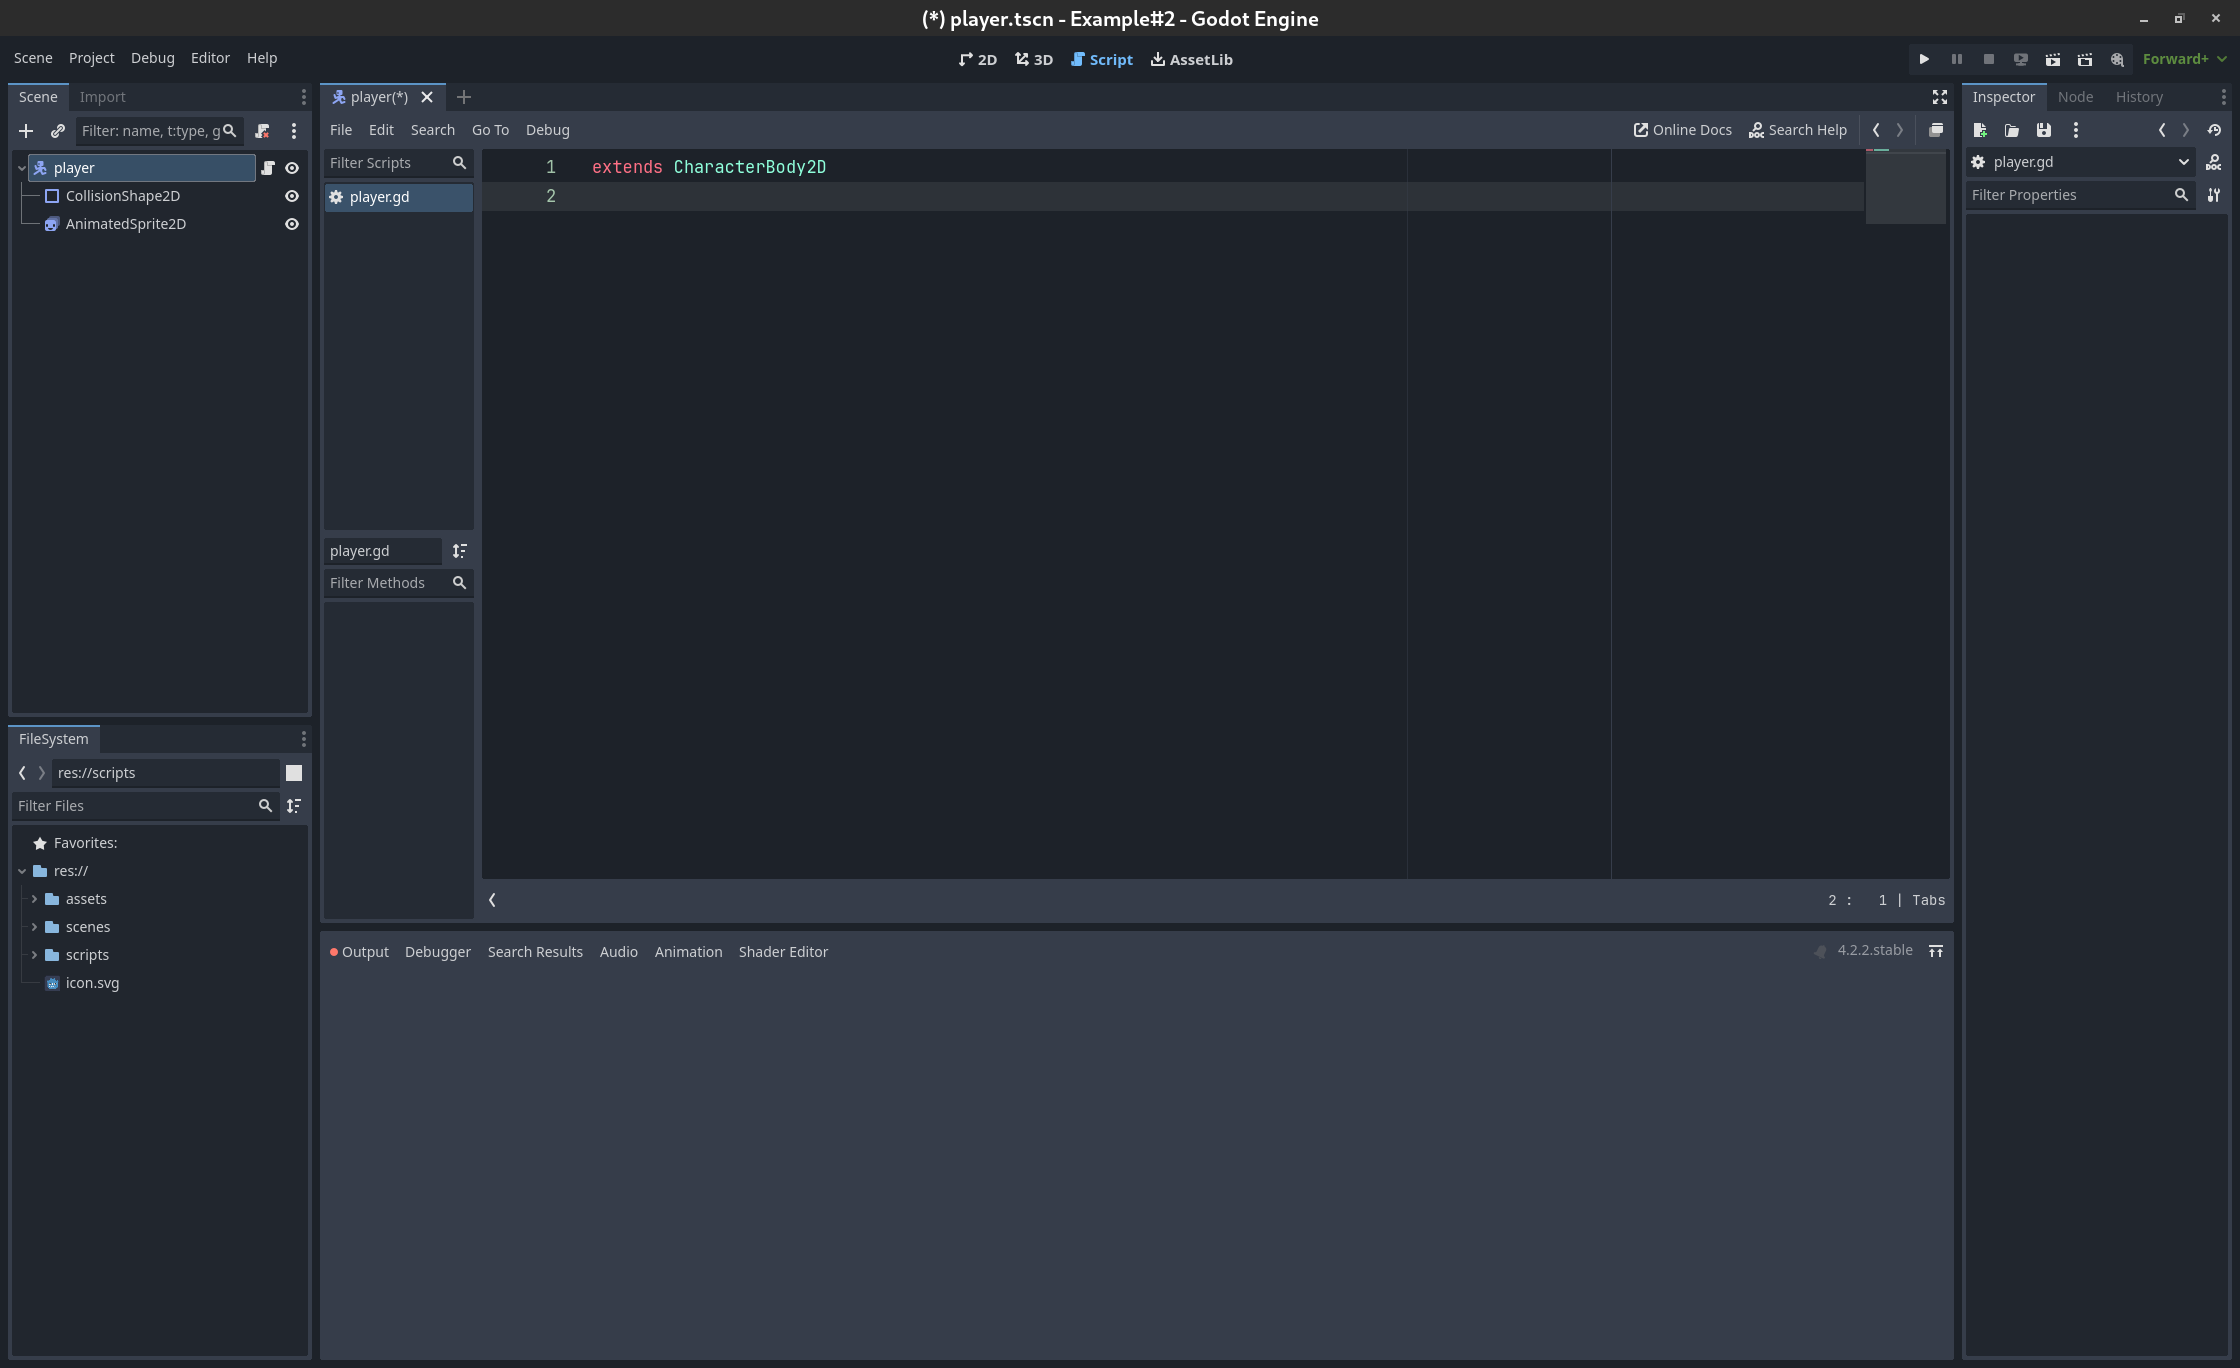 (*) player.tscn - Example#2 - Godot Engine
Scene Project Debug Editor Help
2D 3D Script AssetLib
Forward+
Scene Import
Filter: name, t:type, g
player
CollisionShape2D
AnimatedSprite2D
player(*)
File Edit Search Go To Debug
Online Docs Search Help
Filter Scripts
player.gd
player.gd
Filter Methods
1 extends CharacterBody2D
2
2 : 1 | Tabs
Inspector Node History
player.gd
DOC
Filter Properties
FileSystem
res://scripts
Filter Files
Favorites:
res://
assets
scenes
scripts
icon.svg
Output Debugger Search Results Audio Animation Shader Editor
4.2.2.stable